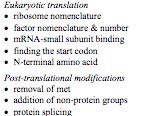 Eukaryotic translation
• ribosome nomenclature
• factor nomenclature & number
• mRNA-small subunit binding
• finding the start codon
• N-terminal amino acid
Post-translational modifications
• removal of met
• addition of non-protein groups
• protein splicing